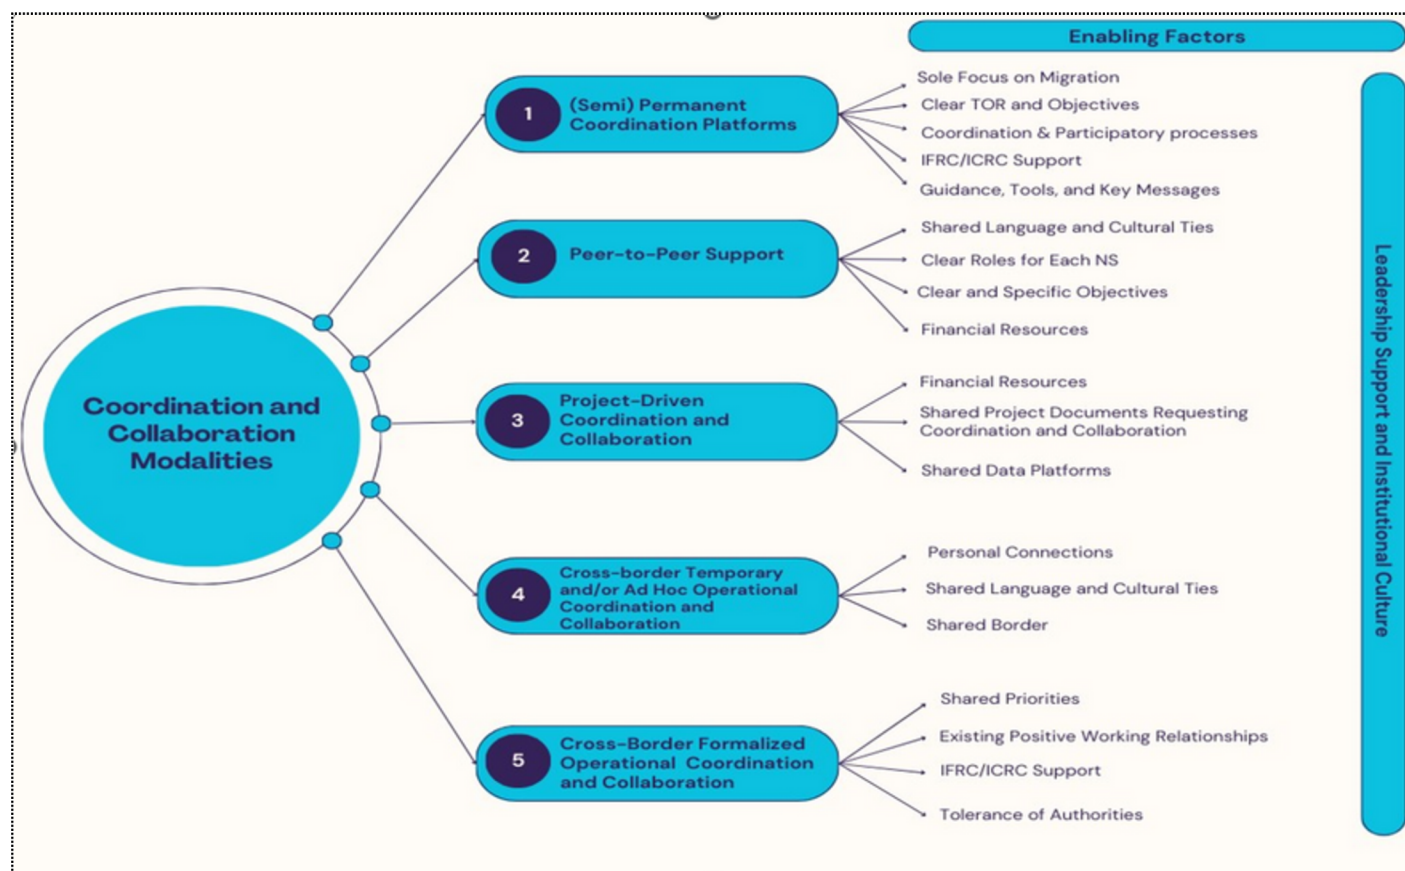 Enabling Factors
Coordination and
Collaboration
Modalities
1
(Semi) Permanent
Coordination Platforms
Sole Focus on Migration
Clear TOR and Objectives
Coordination & Participatory processes
IFRC/ICRC Support
Guidance, Tools, and Key Messages
2
Peer-to-Peer Support
Shared Language and Cultural Ties
Clear Roles for Each NS
Clear and Specific Objectives
Financial Resources
3
Project-Driven
Coordination and
Collaboration
Financial Resources
Shared Project Documents Requesting
Coordination and Collaboration
Shared Data Platforms
4
Cross-border Temporary
and/or Ad Hoc Operational
Coordination and
Collaboration
Personal Connections
Shared Language and Cultural Ties
Shared Border
5
Cross-Border Formalized
Operational Coordination
and Collaboration
Shared Priorities
Existing Positive Working Relationships
IFRC/ICRC Support
Tolerance of Authorities
Leadership Support and Institutional Culture